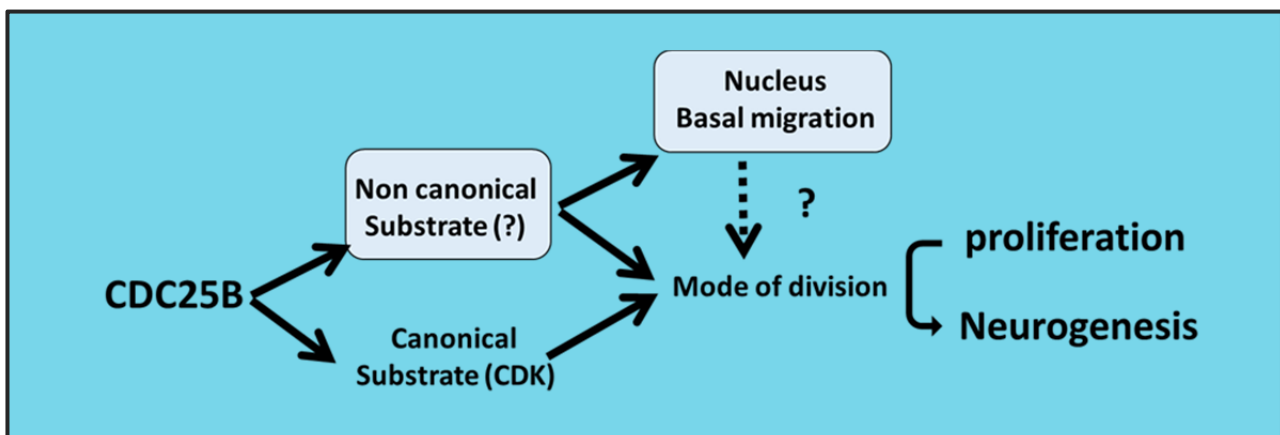 Nucleus
Basal migration
Non canonical
Substrate (?)
?
proliferation
CDC25B
Mode of division
Neurogenesis
Canonical
Substrate (CDK)